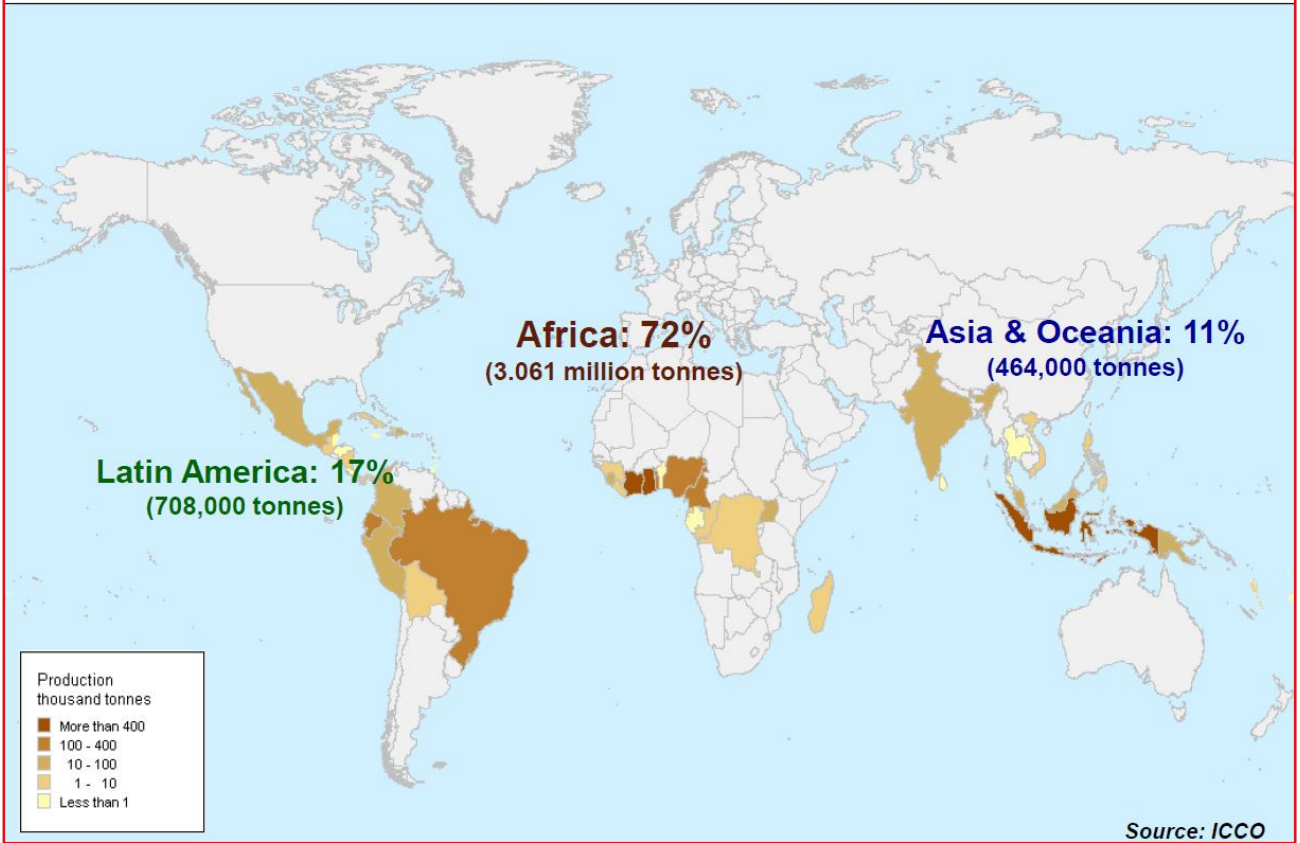 Africa: 72%
(3.061 million tonnes)
Asia & Oceania: 11%
(464,000 tonnes)
Latin America: 17%
(708,000 tonnes)
Production
thousand tonnes
More than 400
100 - 400
10 - 100
1 - 10
Less than 1
Source: ICCO